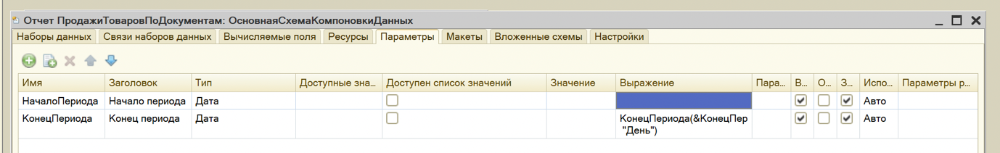 Отчет ПродажиТоваровПоДокументам: ОсновнаяСхемаКомпоновкиДанных
Наборы данных Связи наборов данных Вычисляемые поля Ресурсы Параметры Макеты Вложенные схемы Настройки
Имя Заголовок Тип Доступные зна... Доступен список значений Значение Выражение Пара... В... О... З... Испо... Параметры р...
НачалоПериода Начало периода Дата Авто
КонецПериода Конец периода Дата КонецПериода(&КонецПер Авто
"День")